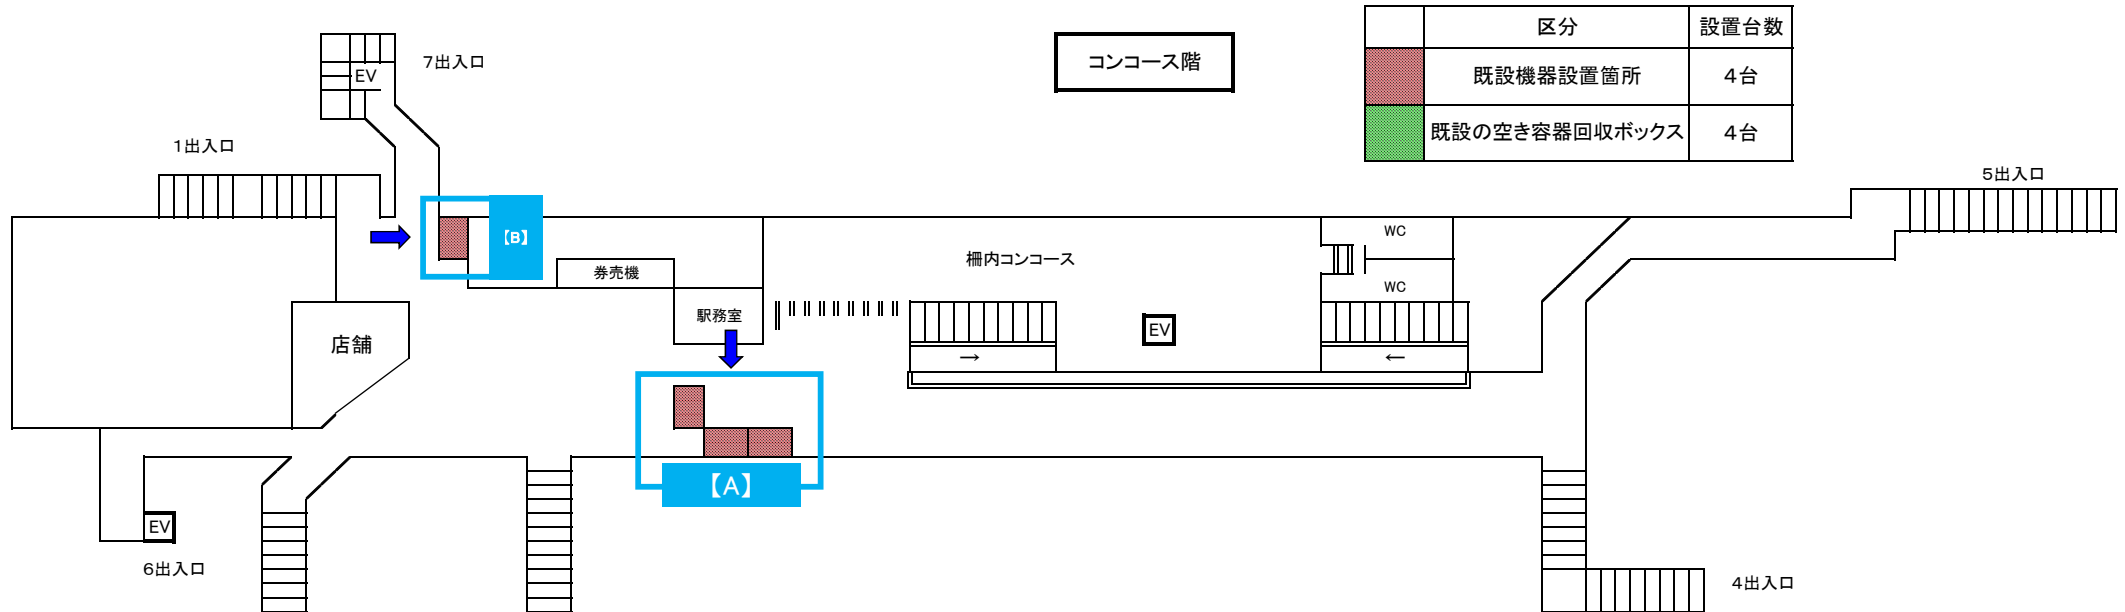 区分 設置台数
既設機器設置箇所 4台
既設の空き容器回収ボックス 4台
コンコース階
7出入口
EV
1出入口
5出入口
【B】
WC
柵内コンコース
券売機
WC
駅務室
EV
店舗
→
←
【A】
EV
6出入口
4出入口